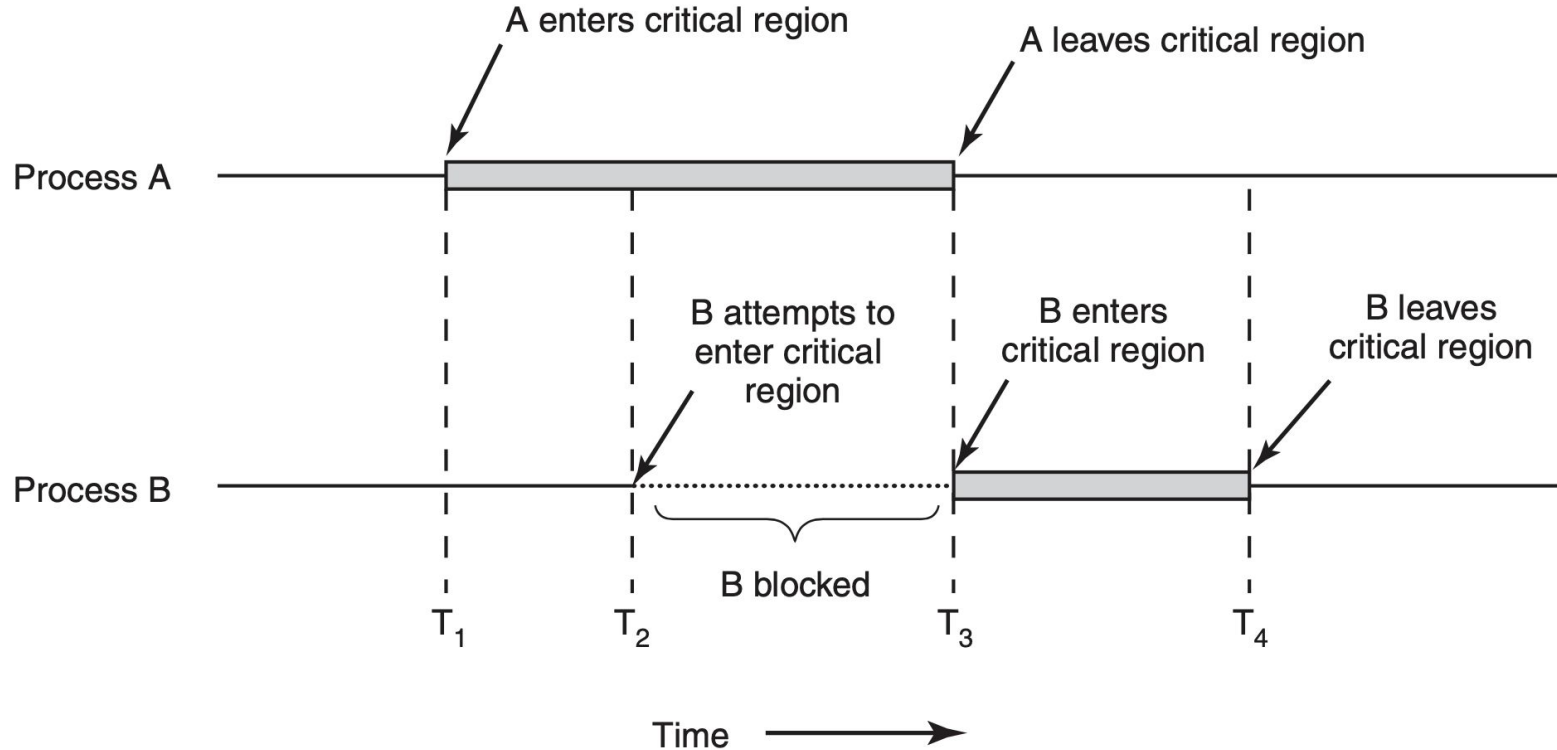 A enters critical region
A leaves critical region
Process A
B attempts to
enter critical
region
B enters
critical region
B leaves
critical region
Process B
B blocked
T1
T2
T3
T4
Time